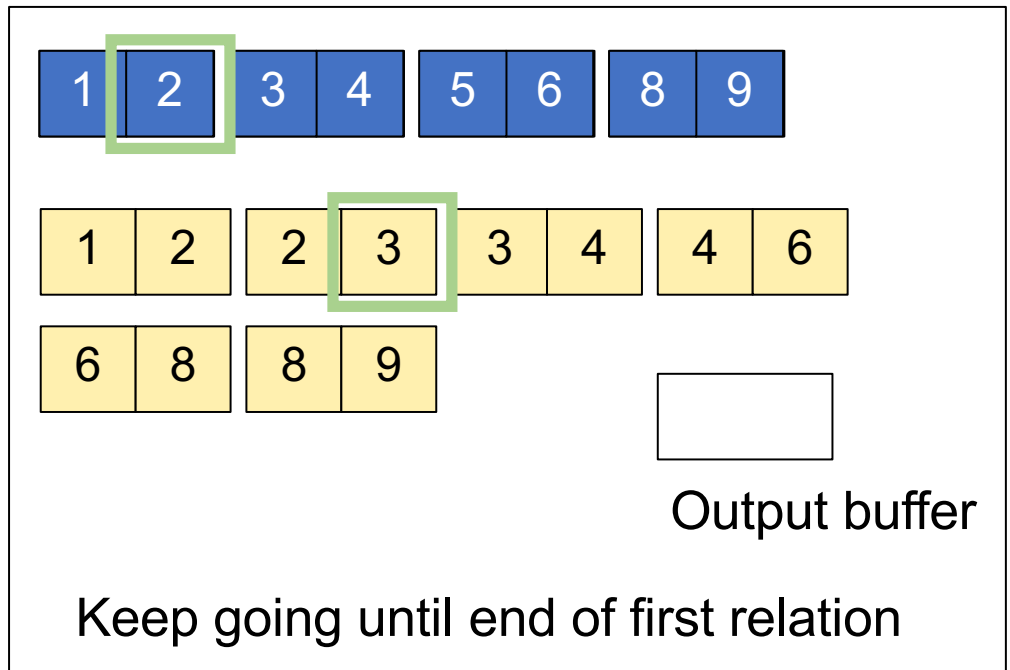 1 2 3 4 5 6 8 9
1 2 2 3 3 4 4 6
6 8 8 9
Output buffer
Keep going until end of first relation